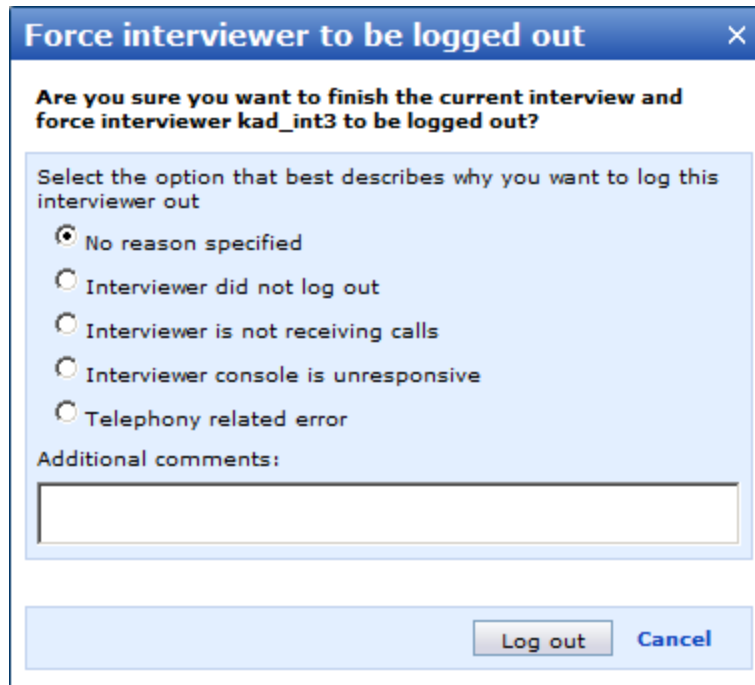 Force interviewer to be logged out
Are you sure you want to finish the current interview and
force interviewer kad_int3 to be logged out?
Select the option that best describes why you want to log this
interviewer out
No reason specified
Interviewer did not log out
Interviewer is not receiving calls
Interviewer console is unresponsive
Telephony related error
Additional comments:
Log out Cancel